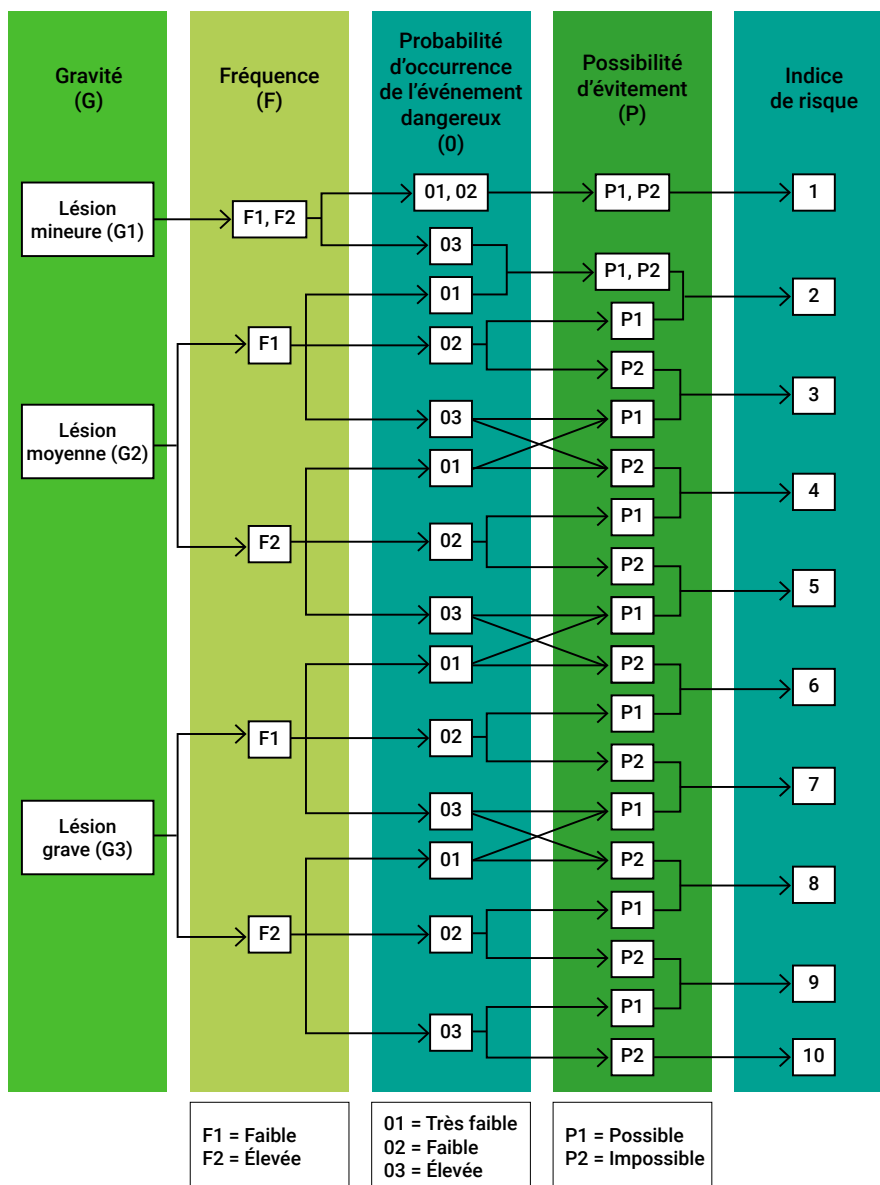 Gravité
(G)
Fréquence
(F)
Probabilité
d'occurrence
de l'événement
dangereux
(0)
Possibilité
d'évitement
(P)
Indice
de risque
Lésion
mineure (G1)
F1, F2
01, 02
P1, P2
1
03
P1, P2
01
2
P1
Lésion
moyenne (G2)
F1
02
P2
3
03
P1
01
P2
4
P1
F2
02
P2
5
03
P1
01
P2
6
P1
Lésion
grave (G3)
F1
02
P2
7
03
P1
01
P2
8
P1
F2
02
P2
9
P1
03
P2
10
F1 = Faible
F2 = Élevée
01 = Très faible
02 = Faible
03 = Élevée
P1 = Possible
P2 = Impossible